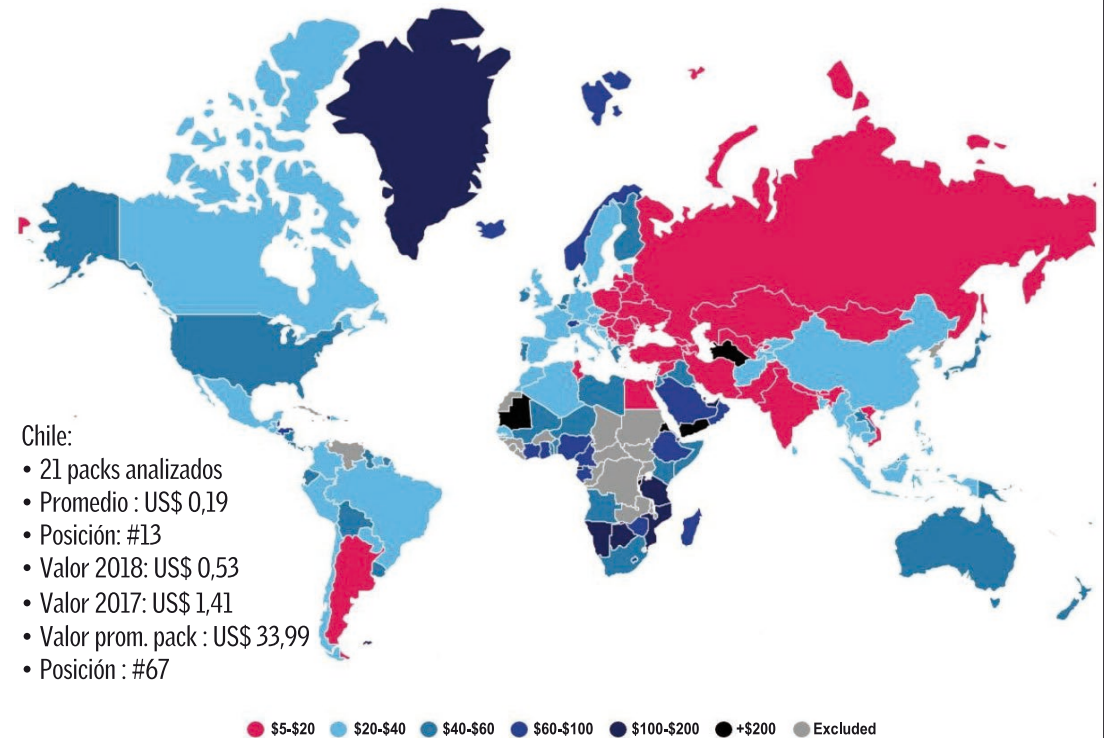 Chile:
• 21 packs analizados
• Promedio : US$ 0,19
• Posición: #13
• Valor 2018: US$ 0,53
• Valor 2017: US$ 1,41
• Valor prom. pack : US$ 33,99
• Posición : #67
$5-$20 $20-$40 $40-$60 $60-$100 $100-$200 +$200 Excluded